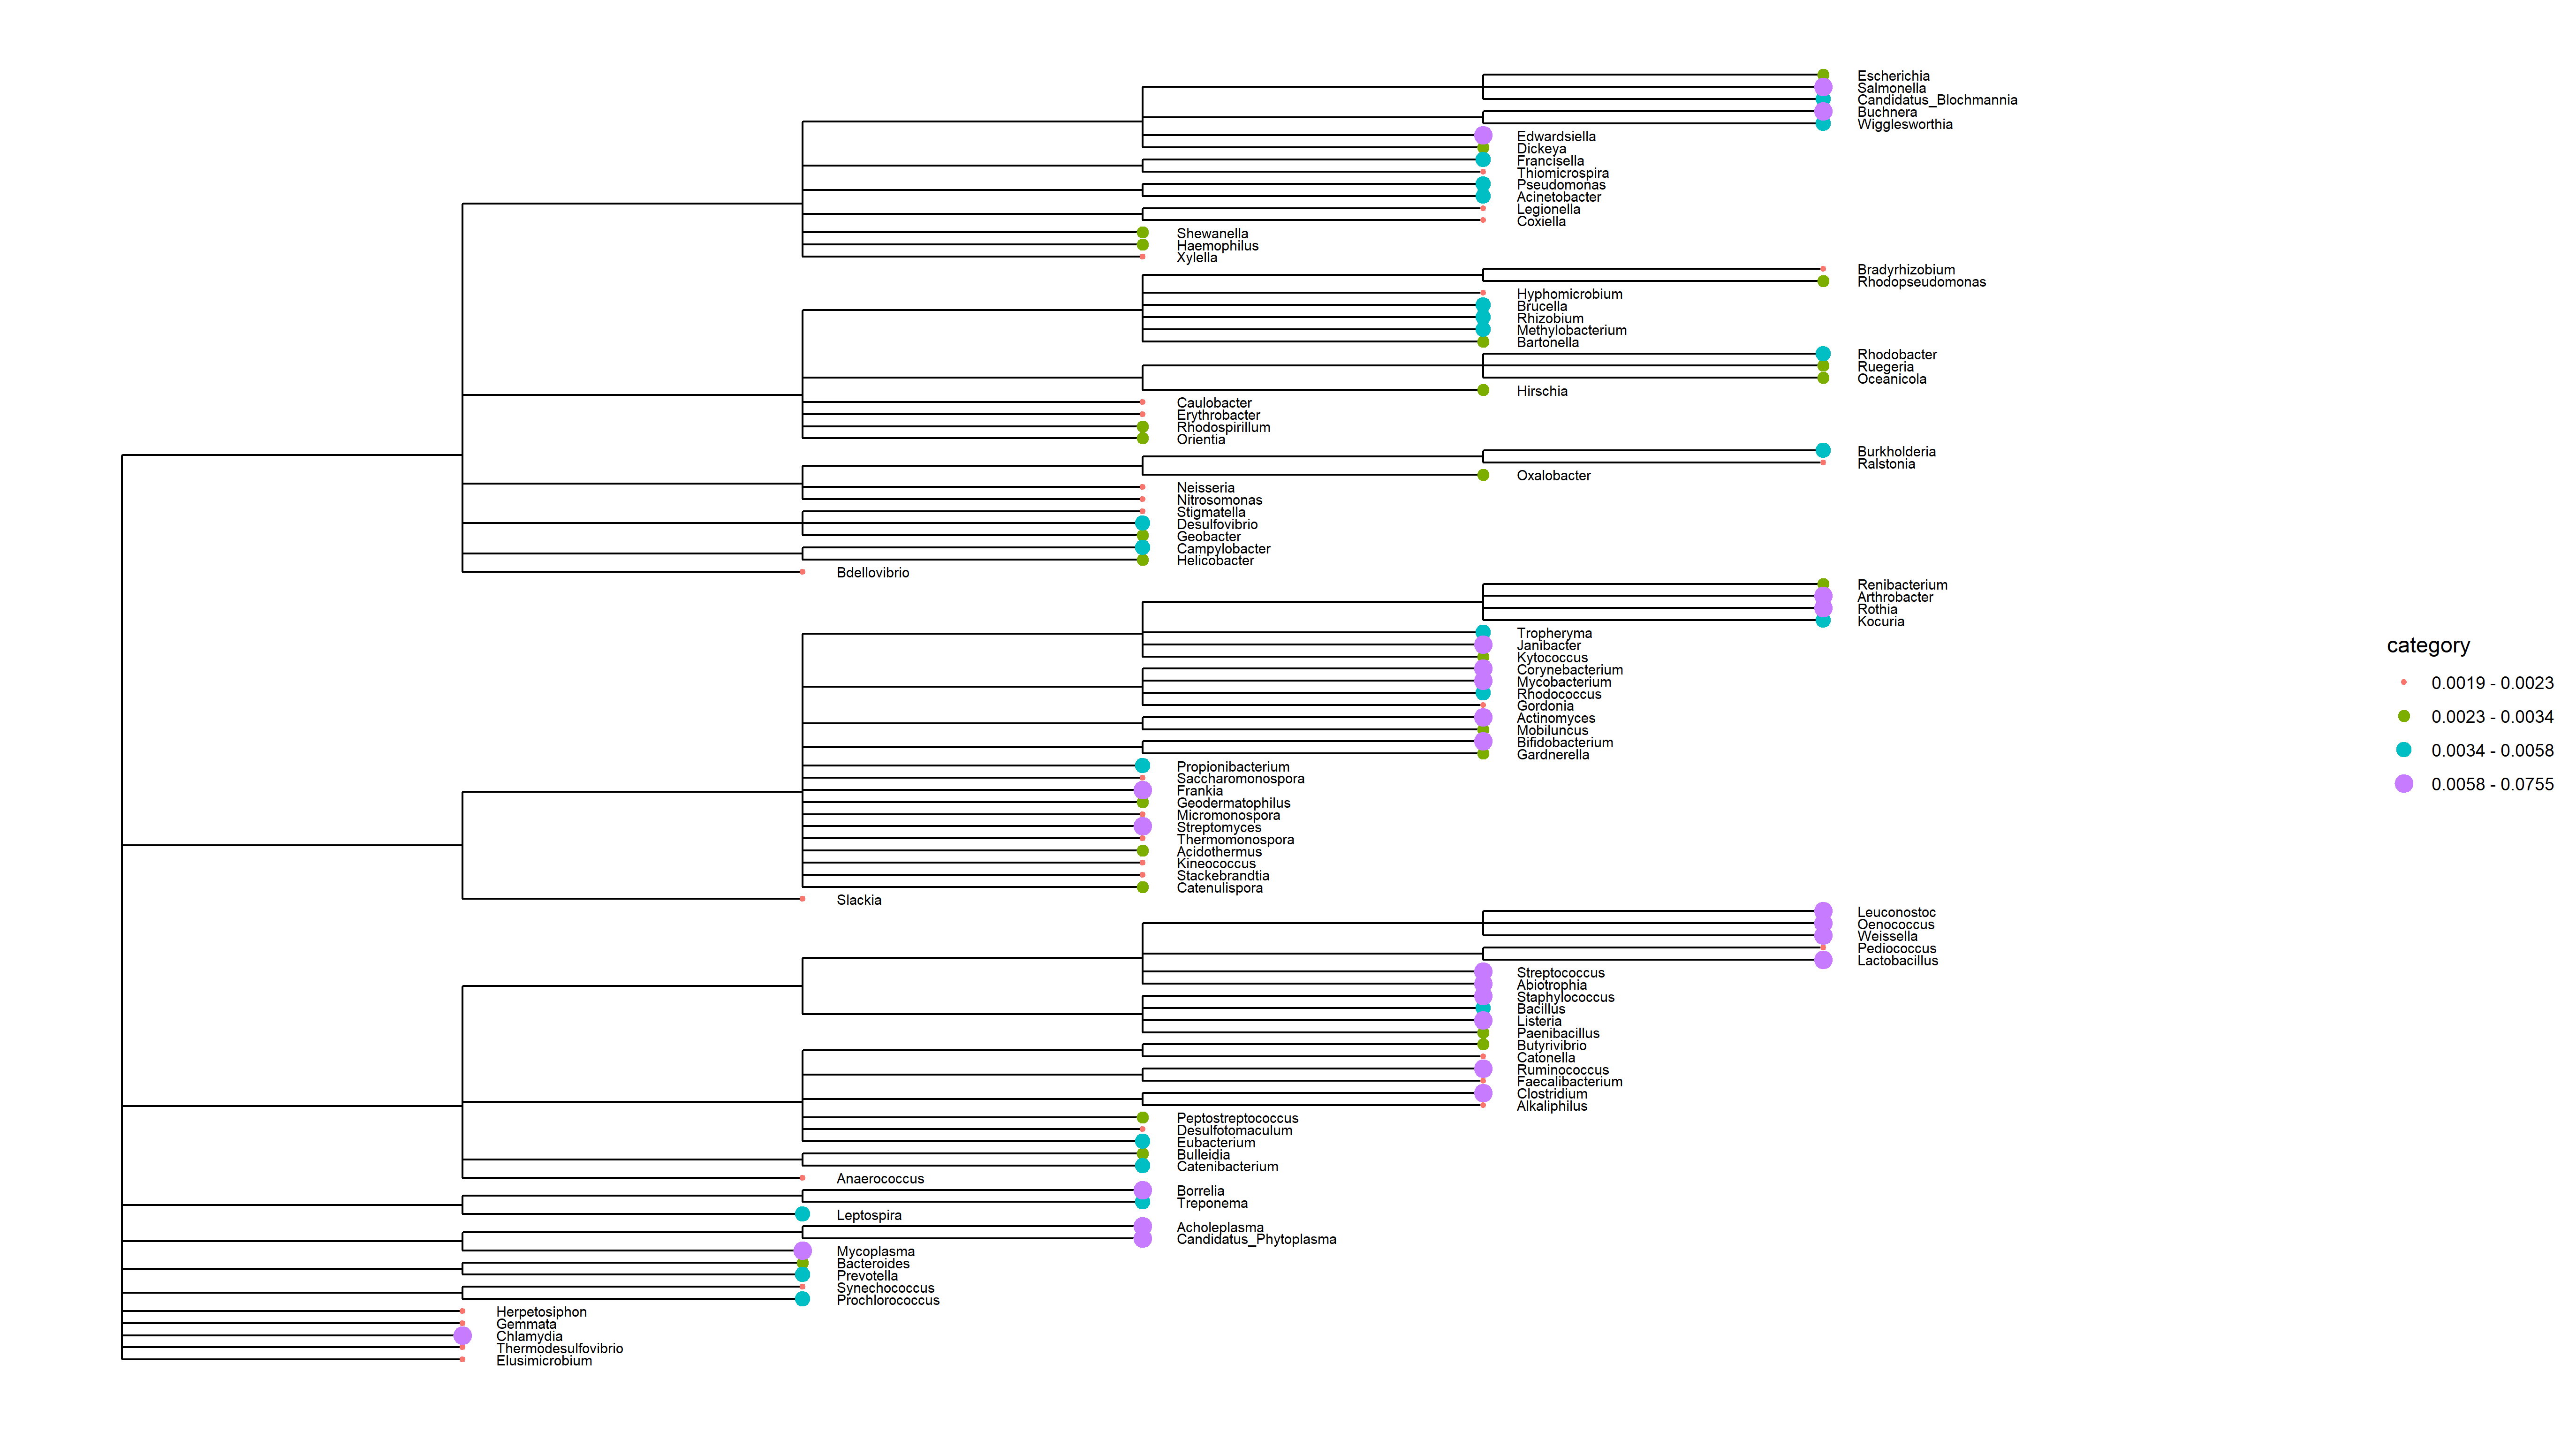 Escherichia
Salmonella
Candidatus_Blochmannia
Buchnera
Wigglesworthia
Edwardsiella
Dickeya
Francisella
Thiomicrospira
Pseudomonas
Acinetobacter
Legionella
Coxiella
Shewanella
Haemophilus
Xylella
Bradyrhizobium
Rhodopseudomonas
Hyphomicrobium
Brucella
Rhizobium
Methylobacterium
Bartonella
Rhodobacter
Ruegeria
Oceanicola
Hirschia
Caulobacter
Erythrobacter
Rhodospirillum
Orientia
Burkholderia
Ralstonia
Oxalobacter
Neisseria
Nitrosomonas
Stigmatella
Desulfovibrio
Geobacter
Campylobacter
Helicobacter
Bdellovibrio
Renibacterium
Arthrobacter
Rothia
Kocuria
Tropheryma
Janibacter
Kytococcus
Corynebacterium
Mycobacterium
Rhodococcus
Gordonia
Actinomyces
Mobiluncus
Bifidobacterium
Gardnerella
Propionibacterium
Saccharomonospora
Frankia
Geodermatophilus
Micromonospora
Streptomyces
Thermomonospora
Acidothermus
Kineococcus
Stackebrandtia
Catenulispora
Slackia
Leuconostoc
Oenococcus
Weissella
Pediococcus
Lactobacillus
Streptococcus
Abiotrophia
Staphylococcus
Bacillus
Listeria
Paenibacillus
Butyrivibrio
Catonella
Ruminococcus
Faecalibacterium
Clostridium
Alkaliphilus
Peptostreptococcus
Desulfotomaculum
Eubacterium
Bulleidia
Catenibacterium
Anaerococcus
Borrelia
Treponema
Leptospira
Acholeplasma
Candidatus_Phytoplasma
Mycoplasma
Bacteroides
Prevotella
Synechococcus
Prochlorococcus
Herpetosiphon
Gemmata
Chlamydia
Thermodesulfovibrio
Elusimicrobium
category
0.0019 - 0.0023
0.0023 - 0.0034
0.0034 - 0.0058
0.0058 - 0.0755